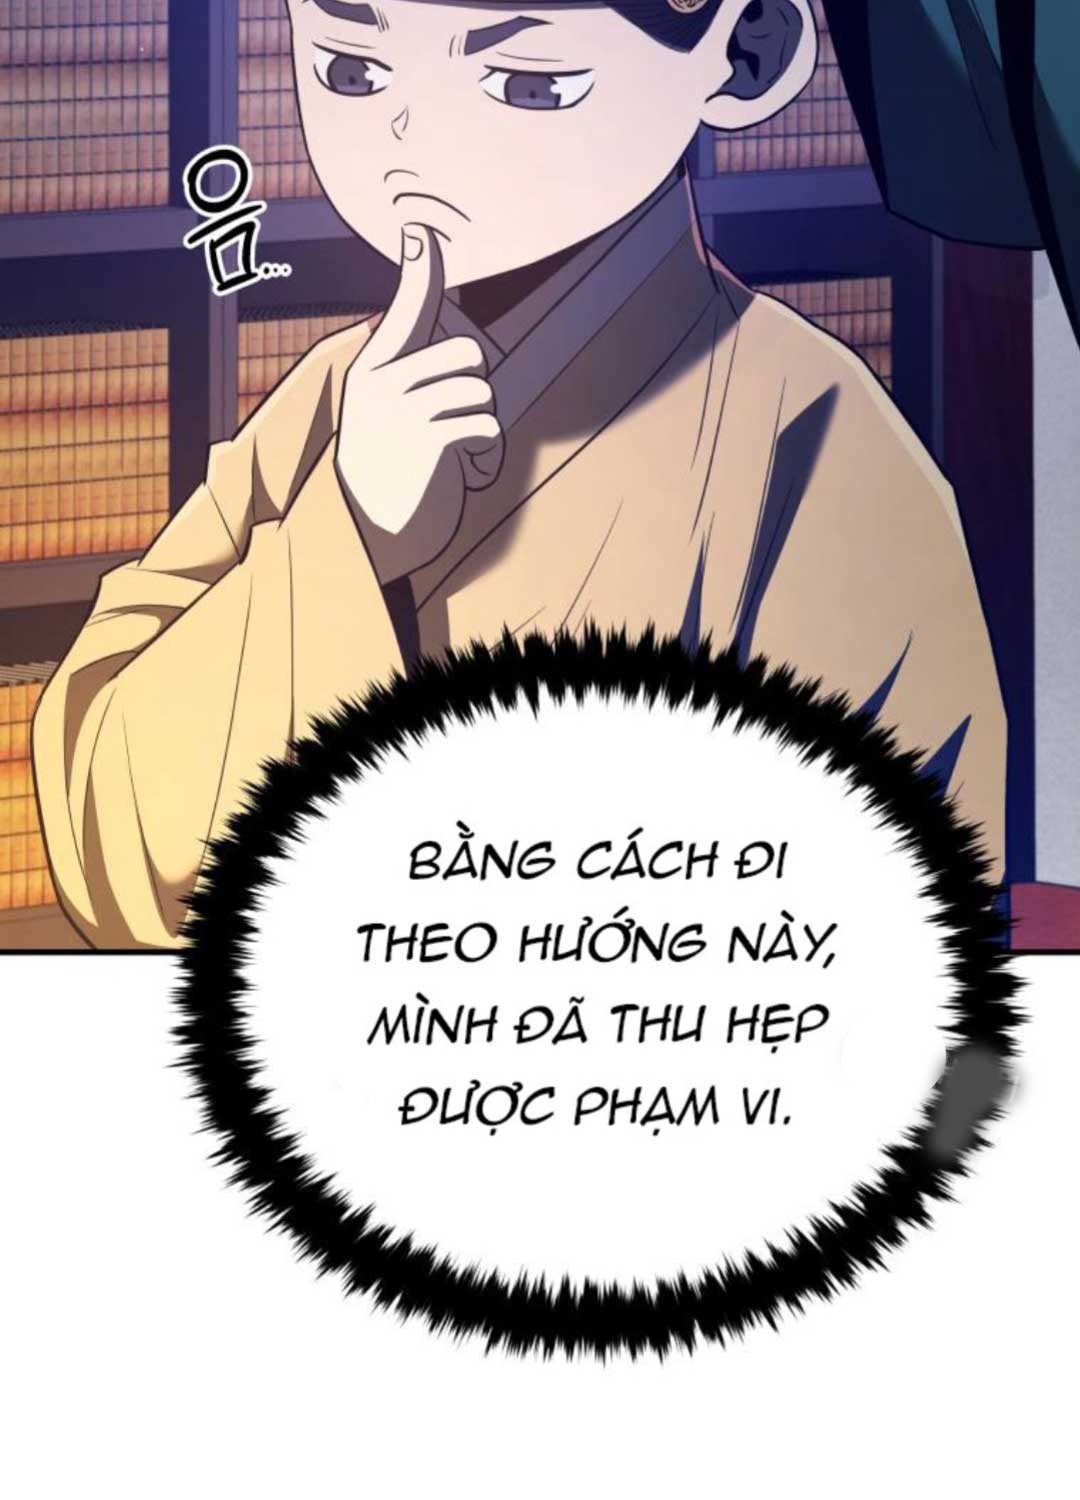 음...
BẰNG CÁCH ĐI
THEO HƯỚNG NÀY,
MÌNH ĐÃ THU HẸP
ĐƯỢC PHẠM VI.